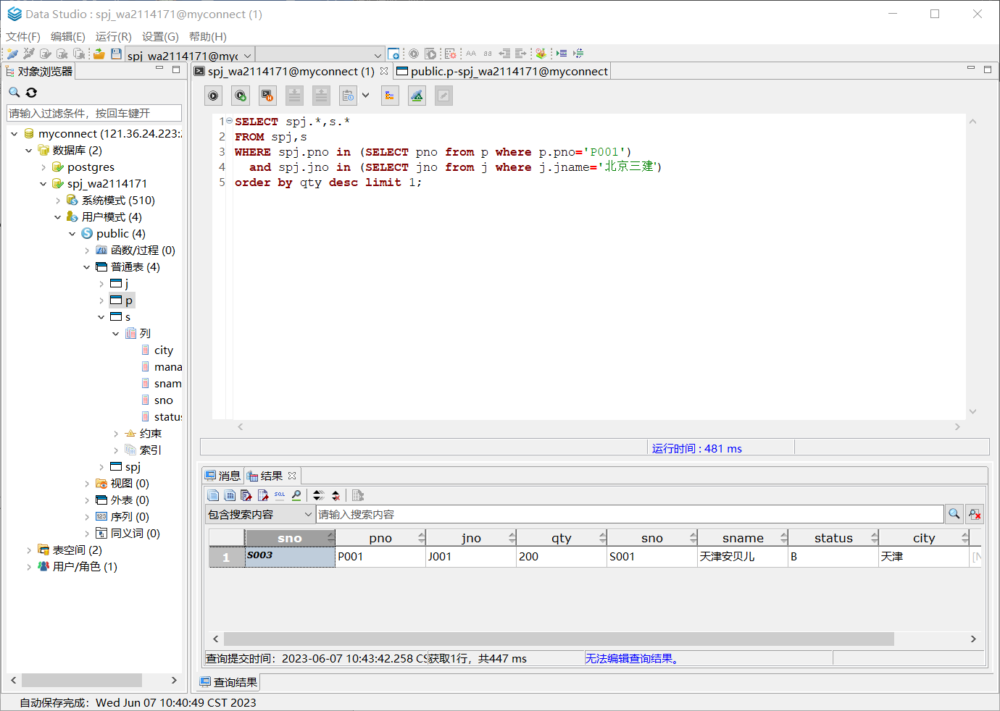 Data Studio : spj_wa2114171@myconnect (1)
文件(F) 编辑(E) 运行(R) 设置(G) 帮助(H)
spj_wa2114171@myc
对象浏览器
请输入过滤条件，按回车键开
myconnect (121.36.24.223:
数据库 (2)
postgres
spj_wa2114171
系统模式 (510)
用户模式 (4)
public (4)
函数/过程 (0)
普通表 (4)
j
p
s
列
city
mana
snam
sno
status
约束
索引
spj
视图 (0)
外表 (0)
序列 (0)
同义词 (0)
表空间 (2)
用户/角色 (1)
spj_wa2114171@myconnect (1) public.p-spj_wa2114171@myconnect
1 SELECT spj.*,s.*
2 FROM spj,s
3 WHERE spj.pno in (SELECT pno from p where p.pno='P001')
4 and spj.jno in (SELECT jno from j where j.jname='北京三建')
5 order by qty desc limit 1;
运行时间 : 481 ms
消息 结果
SQL
包含搜索内容 请输入搜索内容
sno pno jno qty sno sname status city
1 S003 P001 J001 200 S001 天津安贝儿 B 天津 [N
查询提交时间：2023-06-07 10:43:42.258 CS 获取1行，共447 ms 无法编辑查询结果。
查询结果
自动保存完成：Wed Jun 07 10:40:49 CST 2023